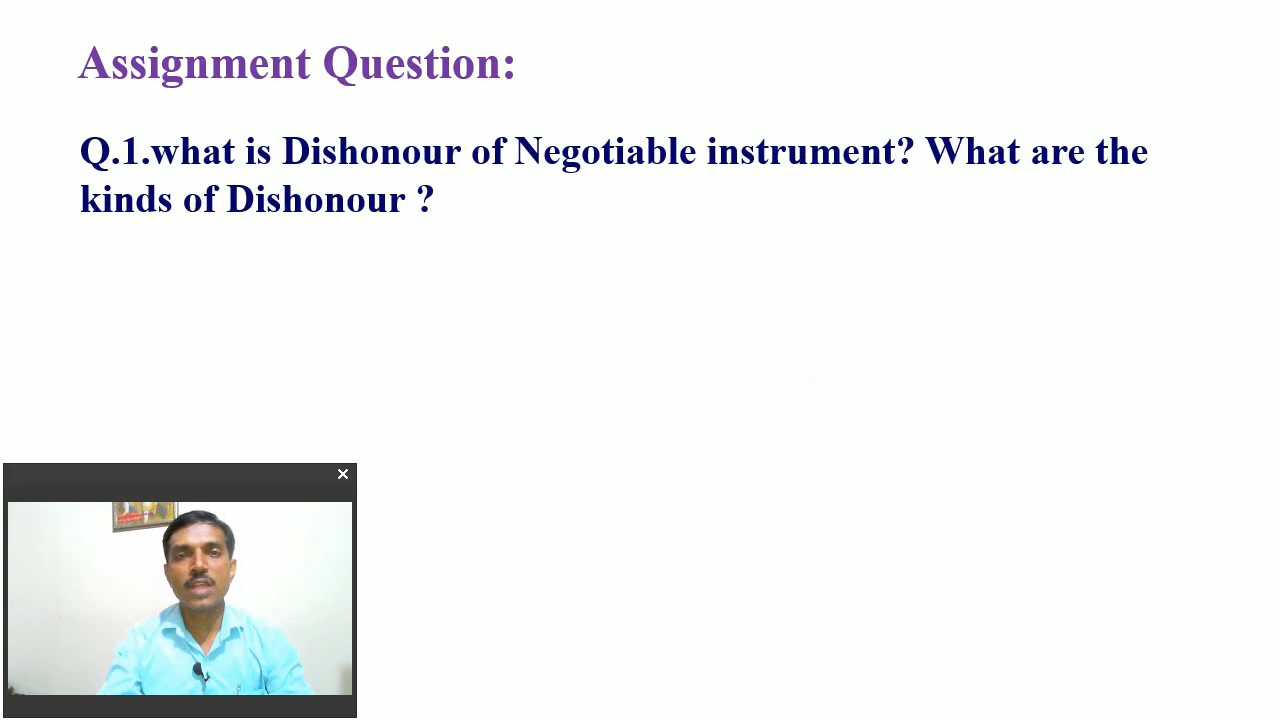 Assignment Question:
Q.1.what is Dishonour of Negotiable instrument? What are the
kinds of Dishonour ?